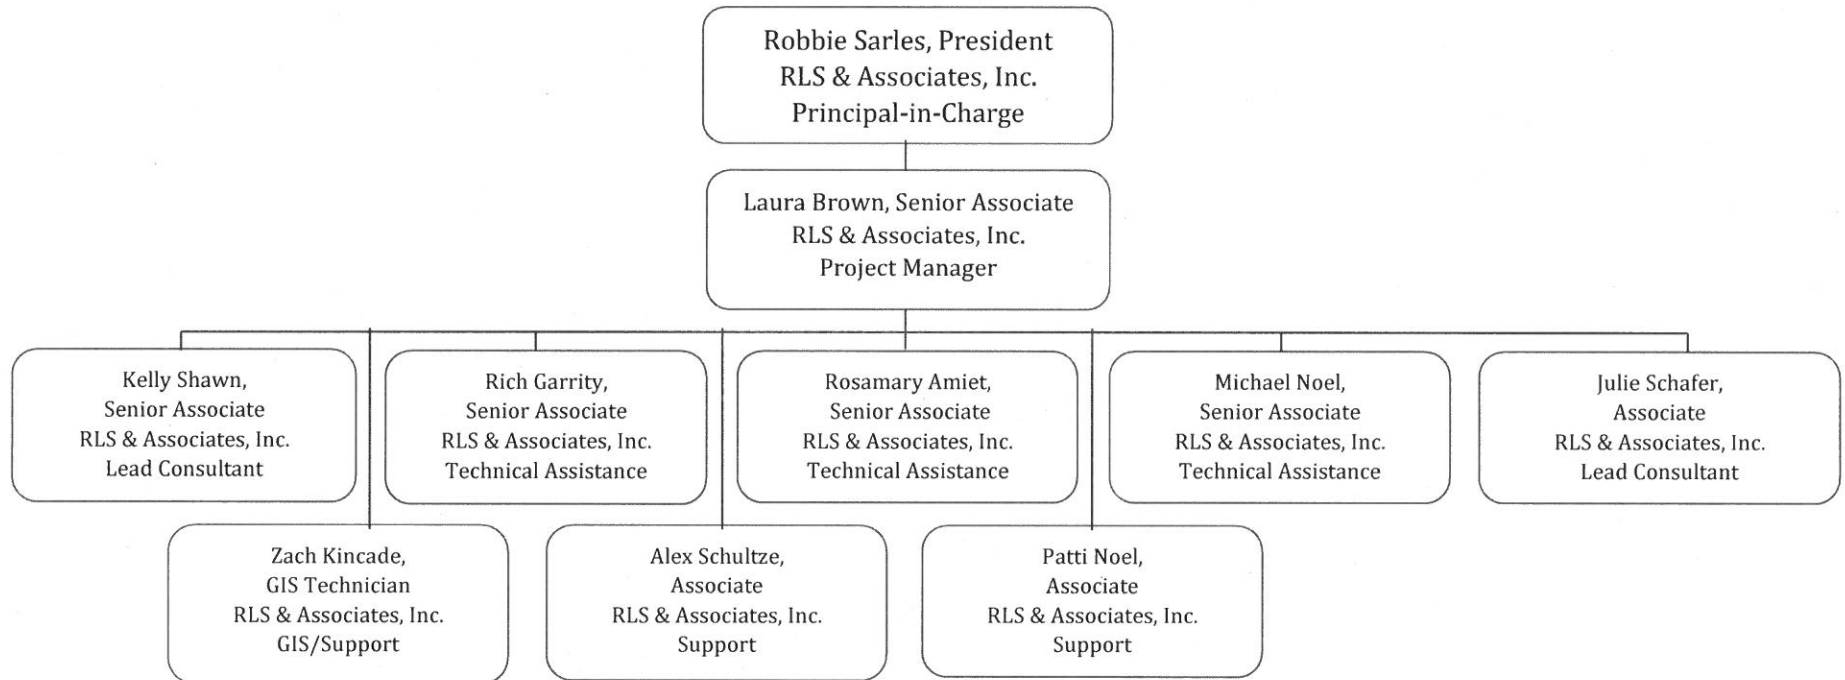 Robbie Sarles, President
RLS & Associates, Inc.
Principal-in-Charge
Laura Brown, Senior Associate
RLS & Associates, Inc.
Project Manager
Kelly Shawn,
Senior Associate
RLS & Associates, Inc.
Lead Consultant
Rich Garrity,
Senior Associate
RLS & Associates, Inc.
Technical Assistance
Rosamary Amiet,
Senior Associate
RLS & Associates, Inc.
Technical Assistance
Michael Noel,
Senior Associate
RLS & Associates, Inc.
Technical Assistance
Julie Schafer,
Associate
RLS & Associates, Inc.
Lead Consultant
Zach Kincade,
GIS Technician
RLS & Associates, Inc.
GIS/Support
Alex Schultze,
Associate
RLS & Associates, Inc.
Support
Patti Noel,
Associate
RLS & Associates, Inc.
Support